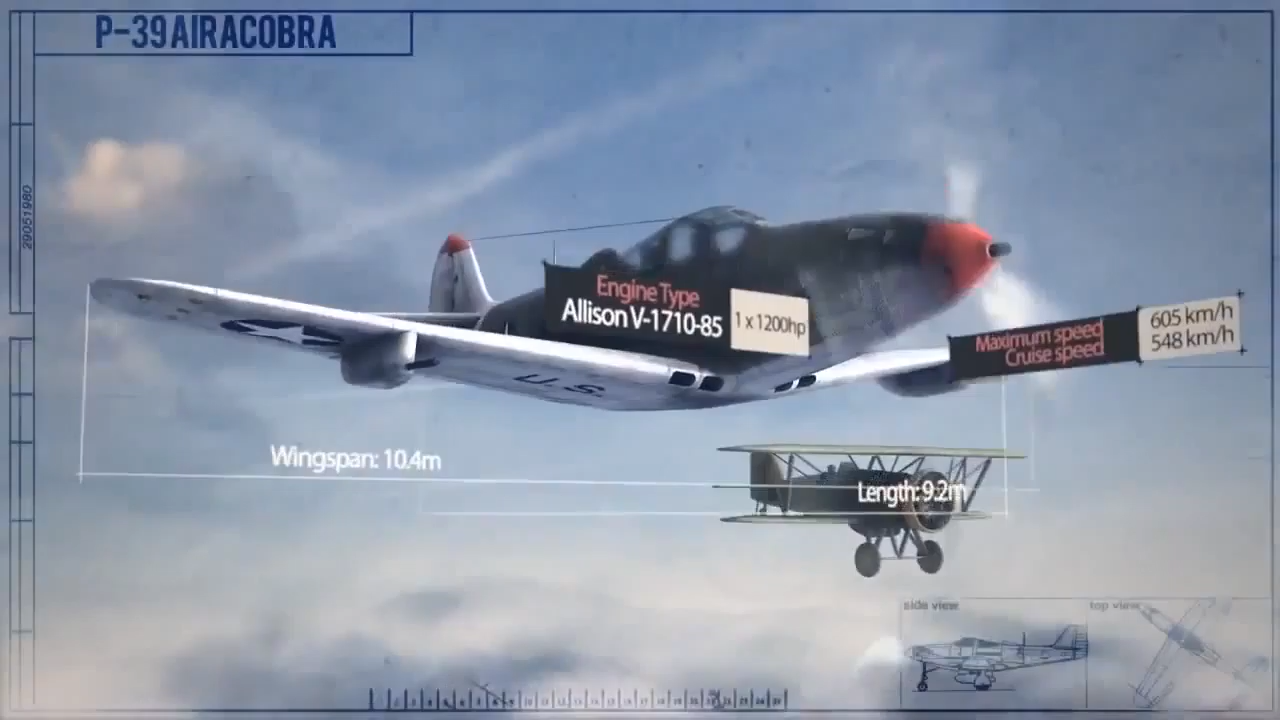 P-39 AIRACOBRA
29051980
Engine Type
Allison V-1710-85
1 x 1200hp
Maximum speed
Cruise speed
605 km/h
548 km/h
U.S.
Wingspan: 10.4m
Length: 9.2m
side view
top view